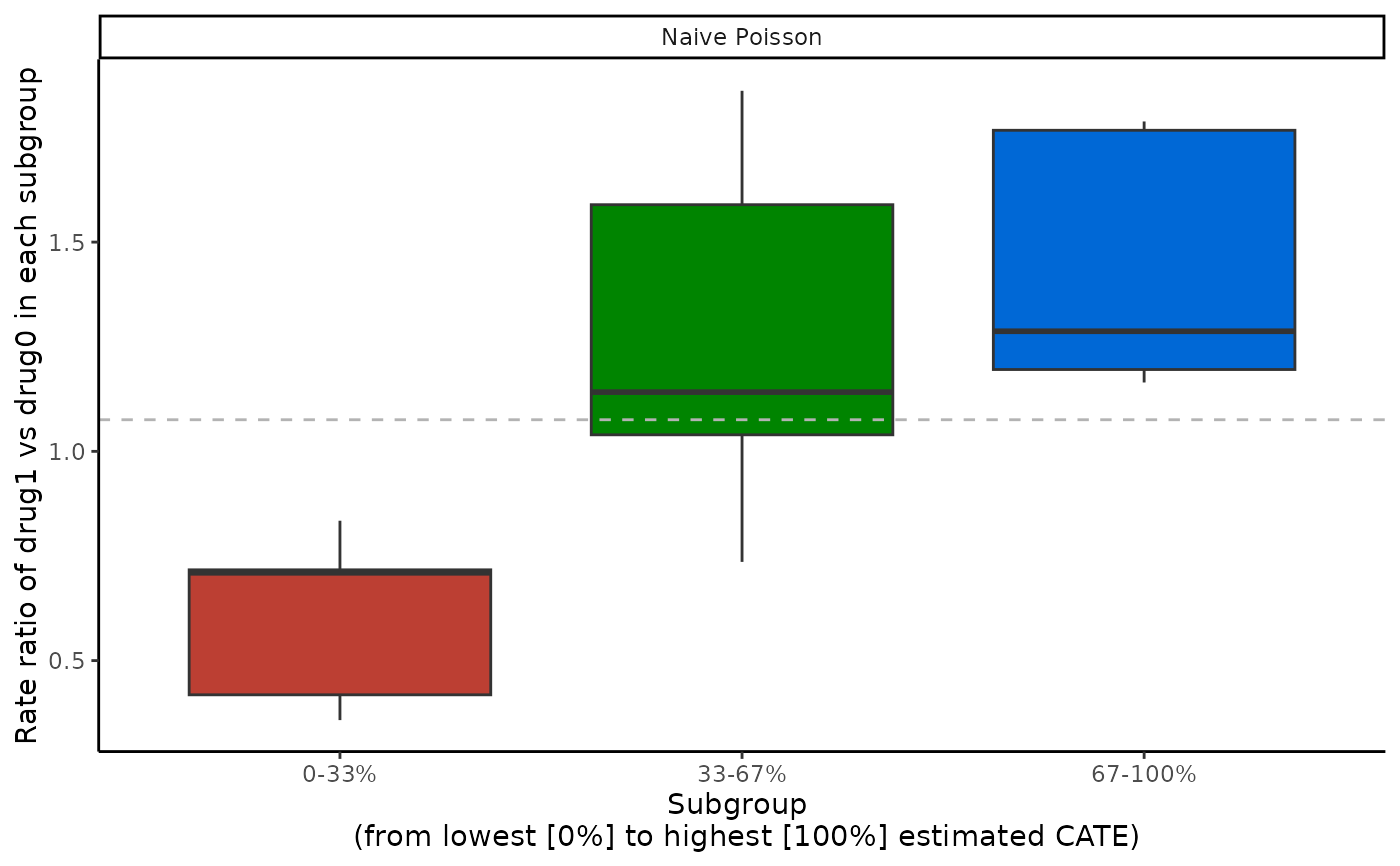 Naive Poisson
Rate ratio of drug1 vs drug0 in each subgroup
1.5
1.0
0.5
0-33%
33-67%
67-100%
Subgroup
(from lowest [0%] to highest [100%] estimated CATE)